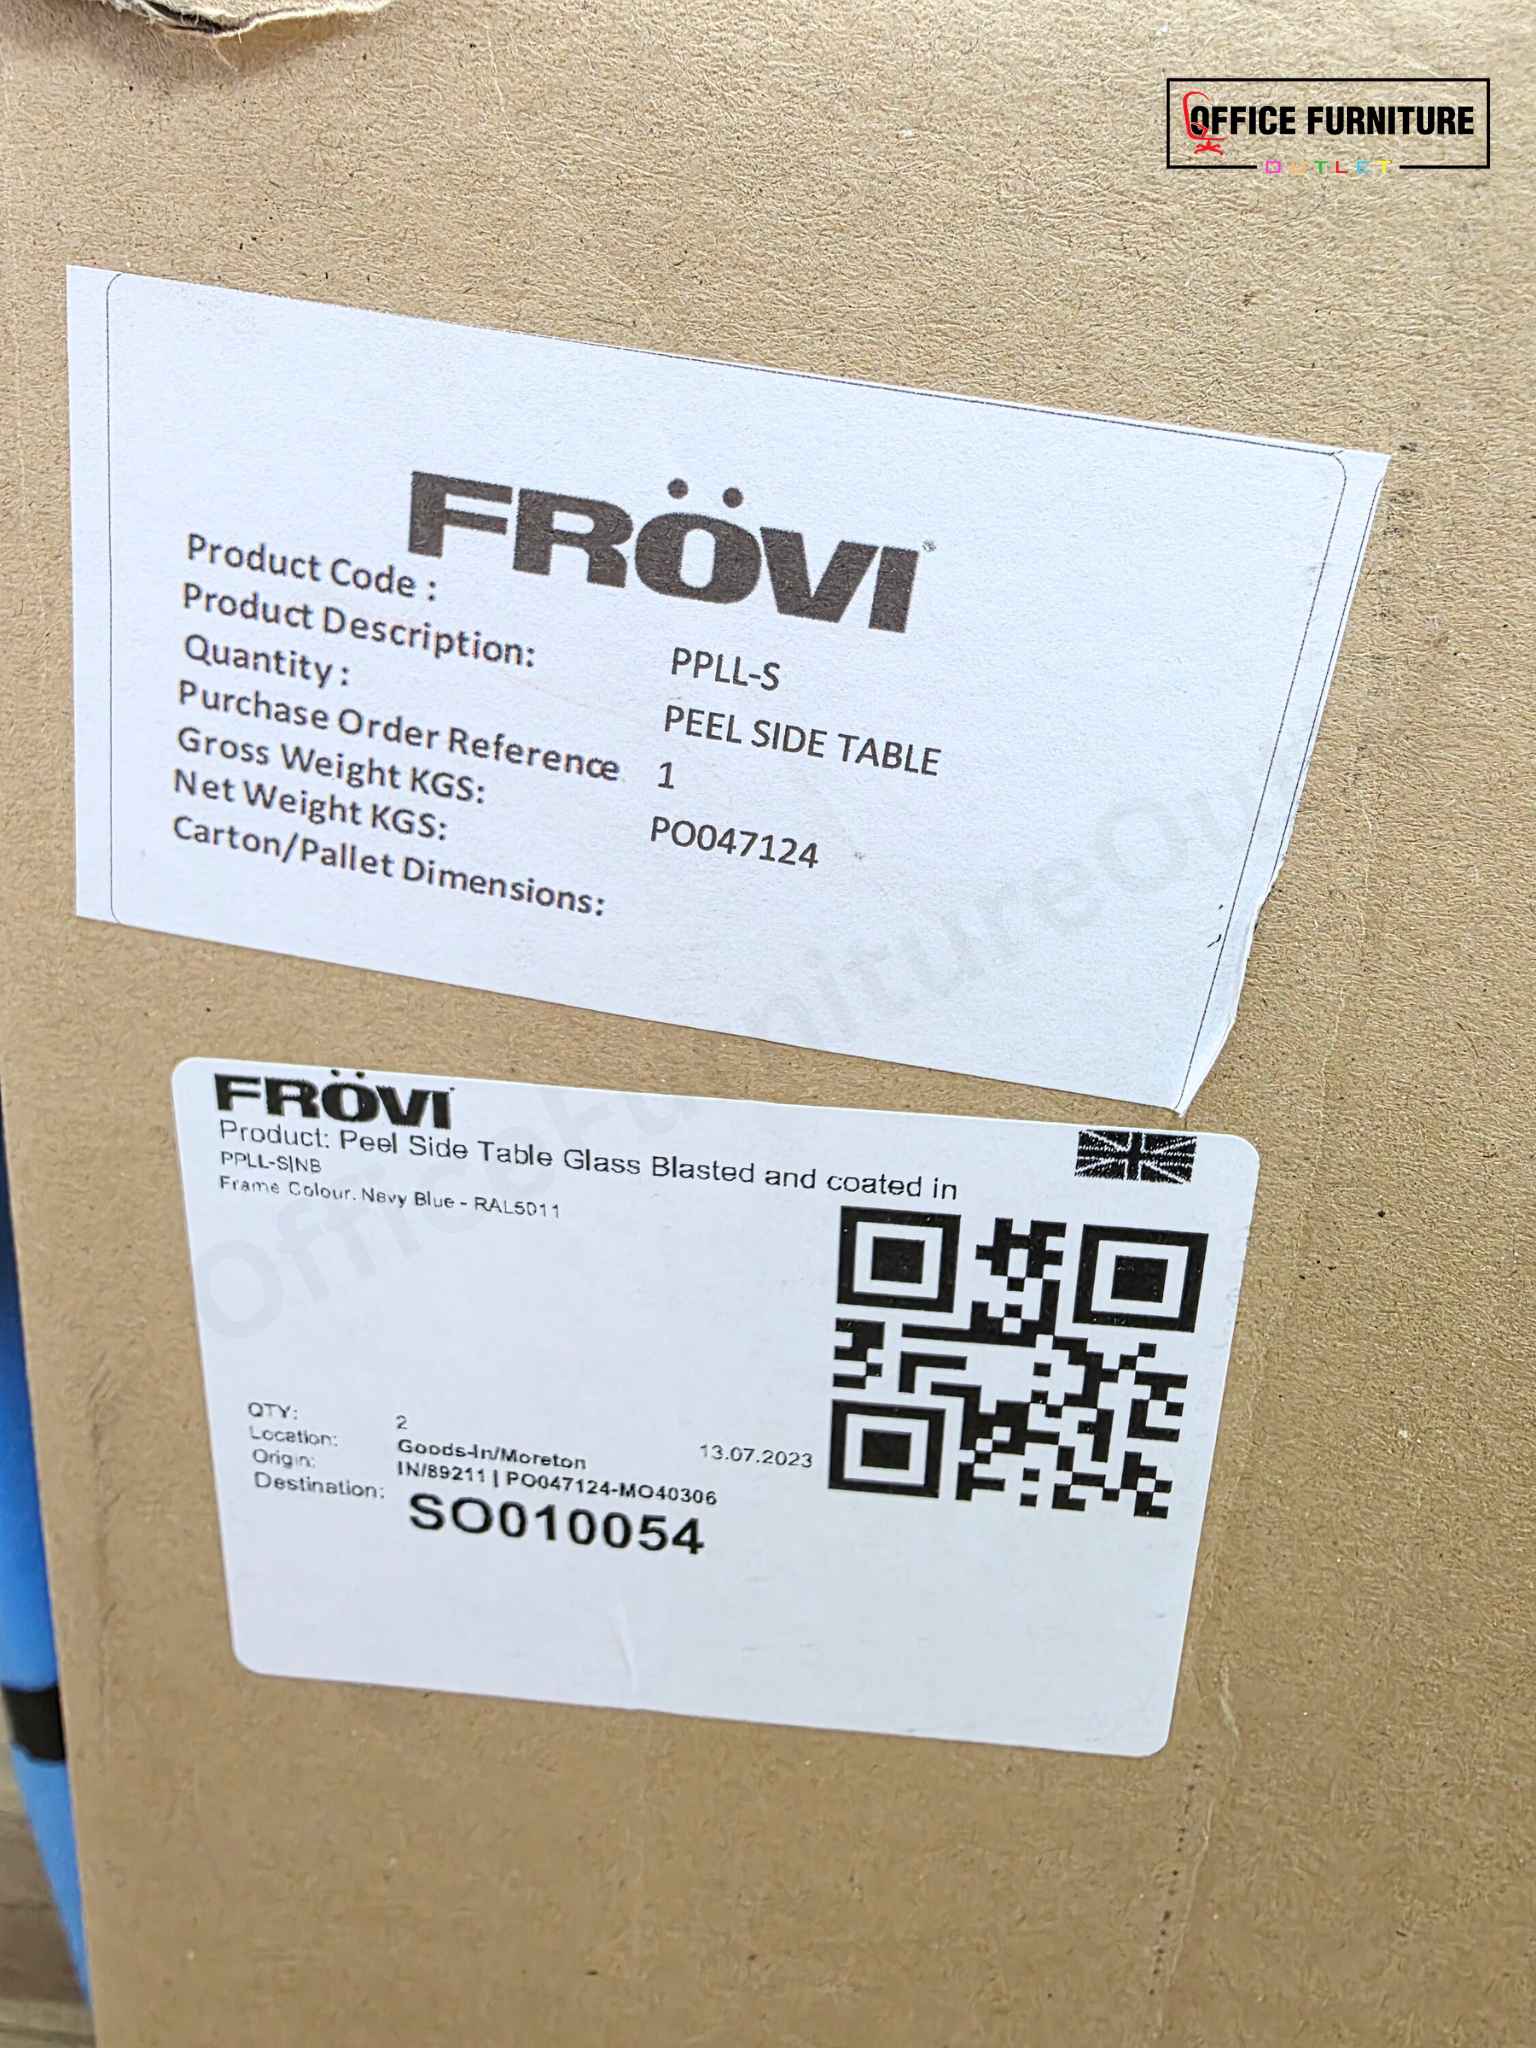 OFFICE FURNITURE
OUTLET
FRÖVI®
Product Code :
PPLL-S
Product Description:
PEEL SIDE TABLE
Quantity :
1
Purchase Order Reference
PO047124
Gross Weight KGS:
Net Weight KGS:
Carton/Pallet Dimensions:
Office Furniture Ou
FRÖVI
Product: Peel Side Table Glass Blasted and coated in
PPLL-S|NB
Frame Colour. Navy Blue - RAL5011
QTY: 2
Location: Goods-In/Moreton 13.07.2023
Origin: IN/89211 | PO047124-MO40306
Destination: SO010054